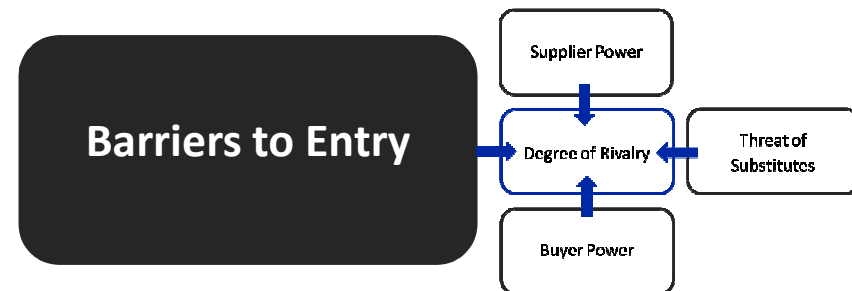 Supplier Power
Barriers to Entry
Degree of Rivalry
Threat of
Substitutes
Buyer Power